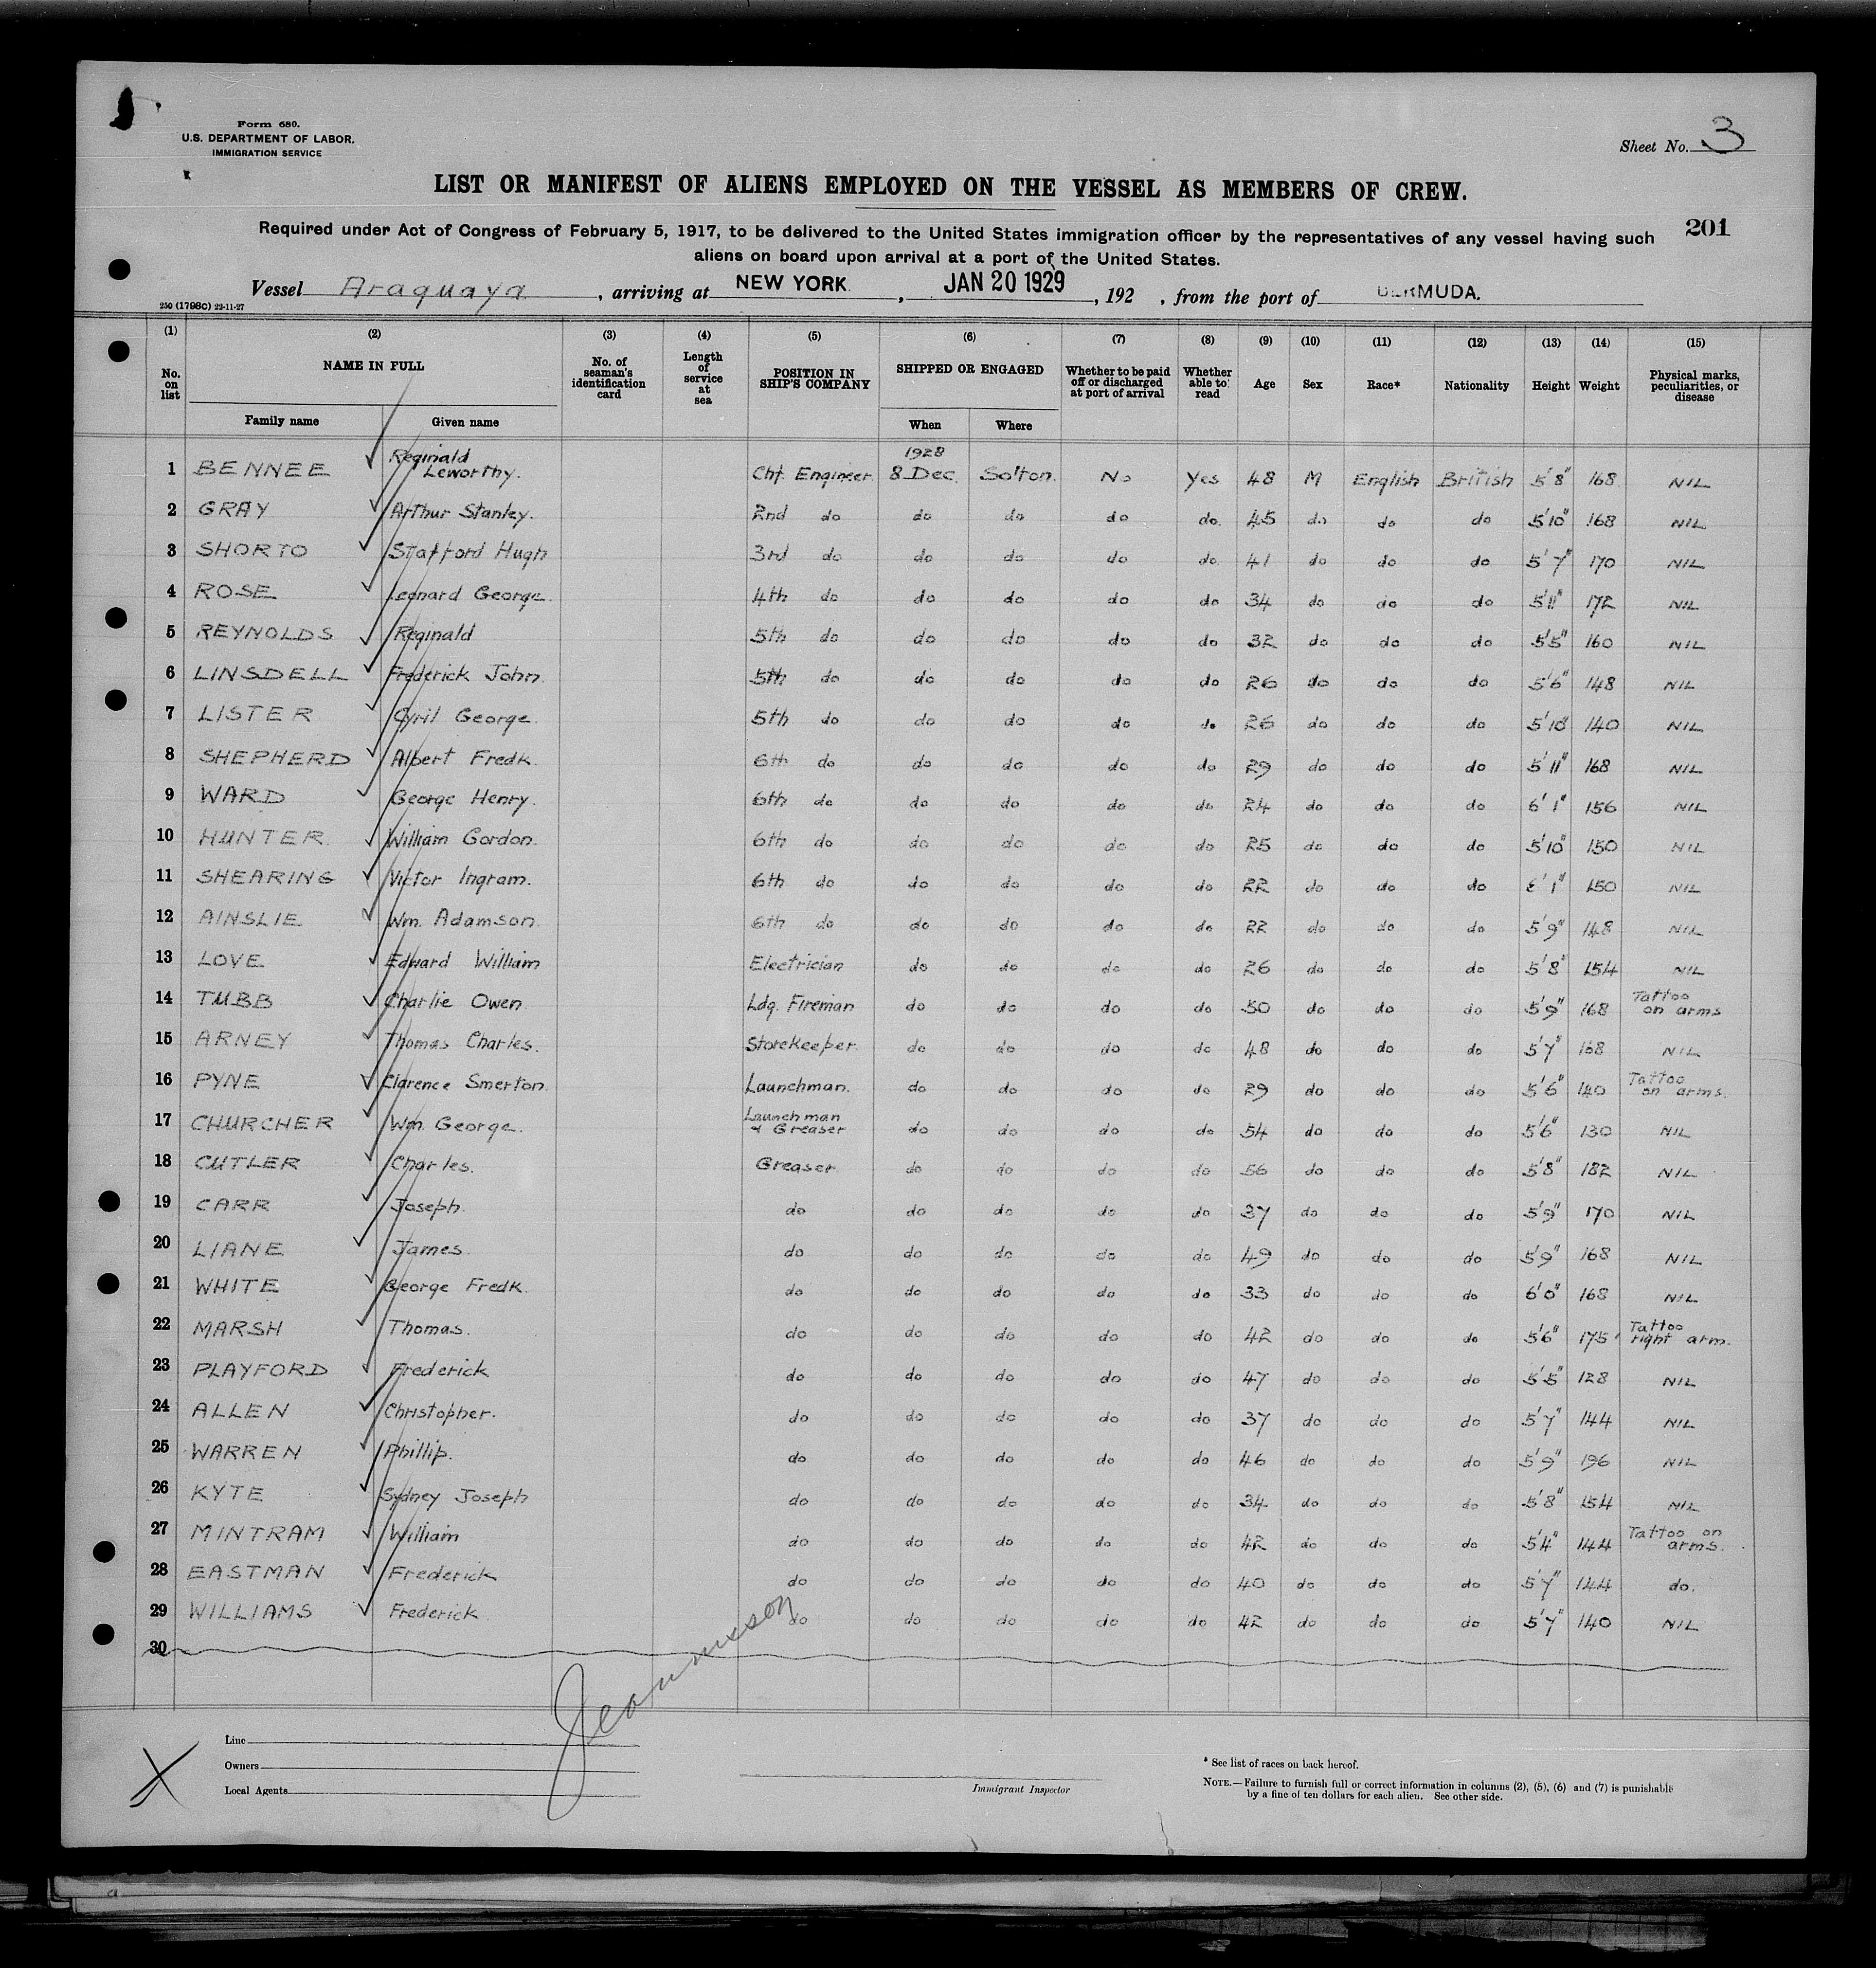 Form 680.
U.S. DEPARTMENT OF LABOR.
IMMIGRATION SERVICE
Sheet No. 3
LIST OR MANIFEST OF ALIENS EMPLOYED ON THE VESSEL AS MEMBERS OF CREW.
201
Required under Act of Congress of February 5, 1917, to be delivered to the United States immigration officer by the representatives of any vessel having such
aliens on board upon arrival at a port of the United States.
Vessel Araguaya, arriving at NEW YORK, JAN 20 1929, 192 , from the port of BERMUDA.
250 (1798C) 22-11-27
(1) (2) (3) (4) (5) (6) (7) (8) (9) (10) (11) (12) (13) (14) (15)
No. on list NAME IN FULL No. of seaman's identification card Length of service at sea POSITION IN SHIP'S COMPANY SHIPPED OR ENGAGED Whether to be paid off or discharged at port of arrival Whether able to read Age Sex Race* Nationality Height Weight Physical marks, peculiarities, or disease
Family name Given name When Where
1 BENNEE Reginald Leworthy. Chf. Engineer 1928 8 Dec. So'ton. No Yes 48 M English British 5'8" 168 NIL
2 GRAY Arthur Stanley. 2nd do do do do do. 45 do do do 5'10" 168 NIL
3 SHORTO Stafford Hugh 3rd do do do do do. 41 do do do 5'7" 170 NIL
4 ROSE Leonard George. 4th do do do do do 34 do do do 5'11" 172 NIL
5 REYNOLDS Reginald 5th do do do do do 32 do do do 5'5" 160 NIL
6 LINSDELL Frederick John. 5th do do do do do 26 do do do 5'6" 148 NIL
7 LISTER Cyril George. 5th do do do do do 26 do do do 5'10" 140 NIL
8 SHEPHERD Albert Fredk. 6th do do do do do 29 do do do 5'11" 168 NIL
9 WARD George Henry. 6th do do do do do 24 do do do 6'1" 156 NIL
10 HUNTER William Gordon. 6th do do do do do 25 do do do 5'10" 150 NIL
11 SHEARING Victor Ingram. 6th do do do do do 22 do do do 6'1" 150 NIL
12 AINSLIE Wm. Adamson. 6th do do do do do 22 do do do 5'9" 148 NIL
13 LOVE Edward William Electrician do do do do 26 do do do 5'8" 154 NIL
14 TUBB Charlie Owen Ldg. Fireman do do do do 50 do do do 5'9" 168 Tattoo on arms
15 ARNEY Thomas Charles. Storekeeper. do do do do 48 do do do 5'7" 168 NIL
16 PYNE Clarence Smerton. Launchman. do do do do 29 do do do 5'6" 140 Tattoo on arms.
17 CHURCHER Wm. George. Launchman & Greaser do do do do 54 do do do 5'6" 130 NIL
18 CUTLER Charles. Greaser do do do do 56 do do do 5'8" 182 NIL
19 CARR Joseph. do do do do do 37 do do do 5'9" 170 NIL
20 LIANE James. do do do do do 49 do do do 5'9" 168 NIL
21 WHITE George Fredk. do do do do do 33 do do do 6'0" 168 NIL
22 MARSH Thomas. do do do do do 42 do do do 5'6" 175 Tattoo right arm.
23 PLAYFORD Frederick do do do do do 47 do do do 5'5" 128 NIL
24 ALLEN Christopher. do do do do do 37 do do do 5'7" 144 NIL
25 WARREN Phillip. do do do do do 46 do do do 5'9" 196 NIL
26 KYTE Sydney Joseph do do do do do 34 do do do 5'8" 154 NIL
27 MINTRAM William do do do do do 42 do do do 5'4" 144 Tattoo on arms.
28 EASTMAN Frederick do do do do do 40 do do do 5'7" 144 do.
29 WILLIAMS Frederick do do do do do 42 do do do 5'7" 140 NIL
30
Line
Owners
Local Agents
Immigrant Inspector
* See list of races on back hereof.
NOTE.—Failure to furnish full or correct information in columns (2), (5), (6) and (7) is punishable
by a fine of ten dollars for each alien. See other side.